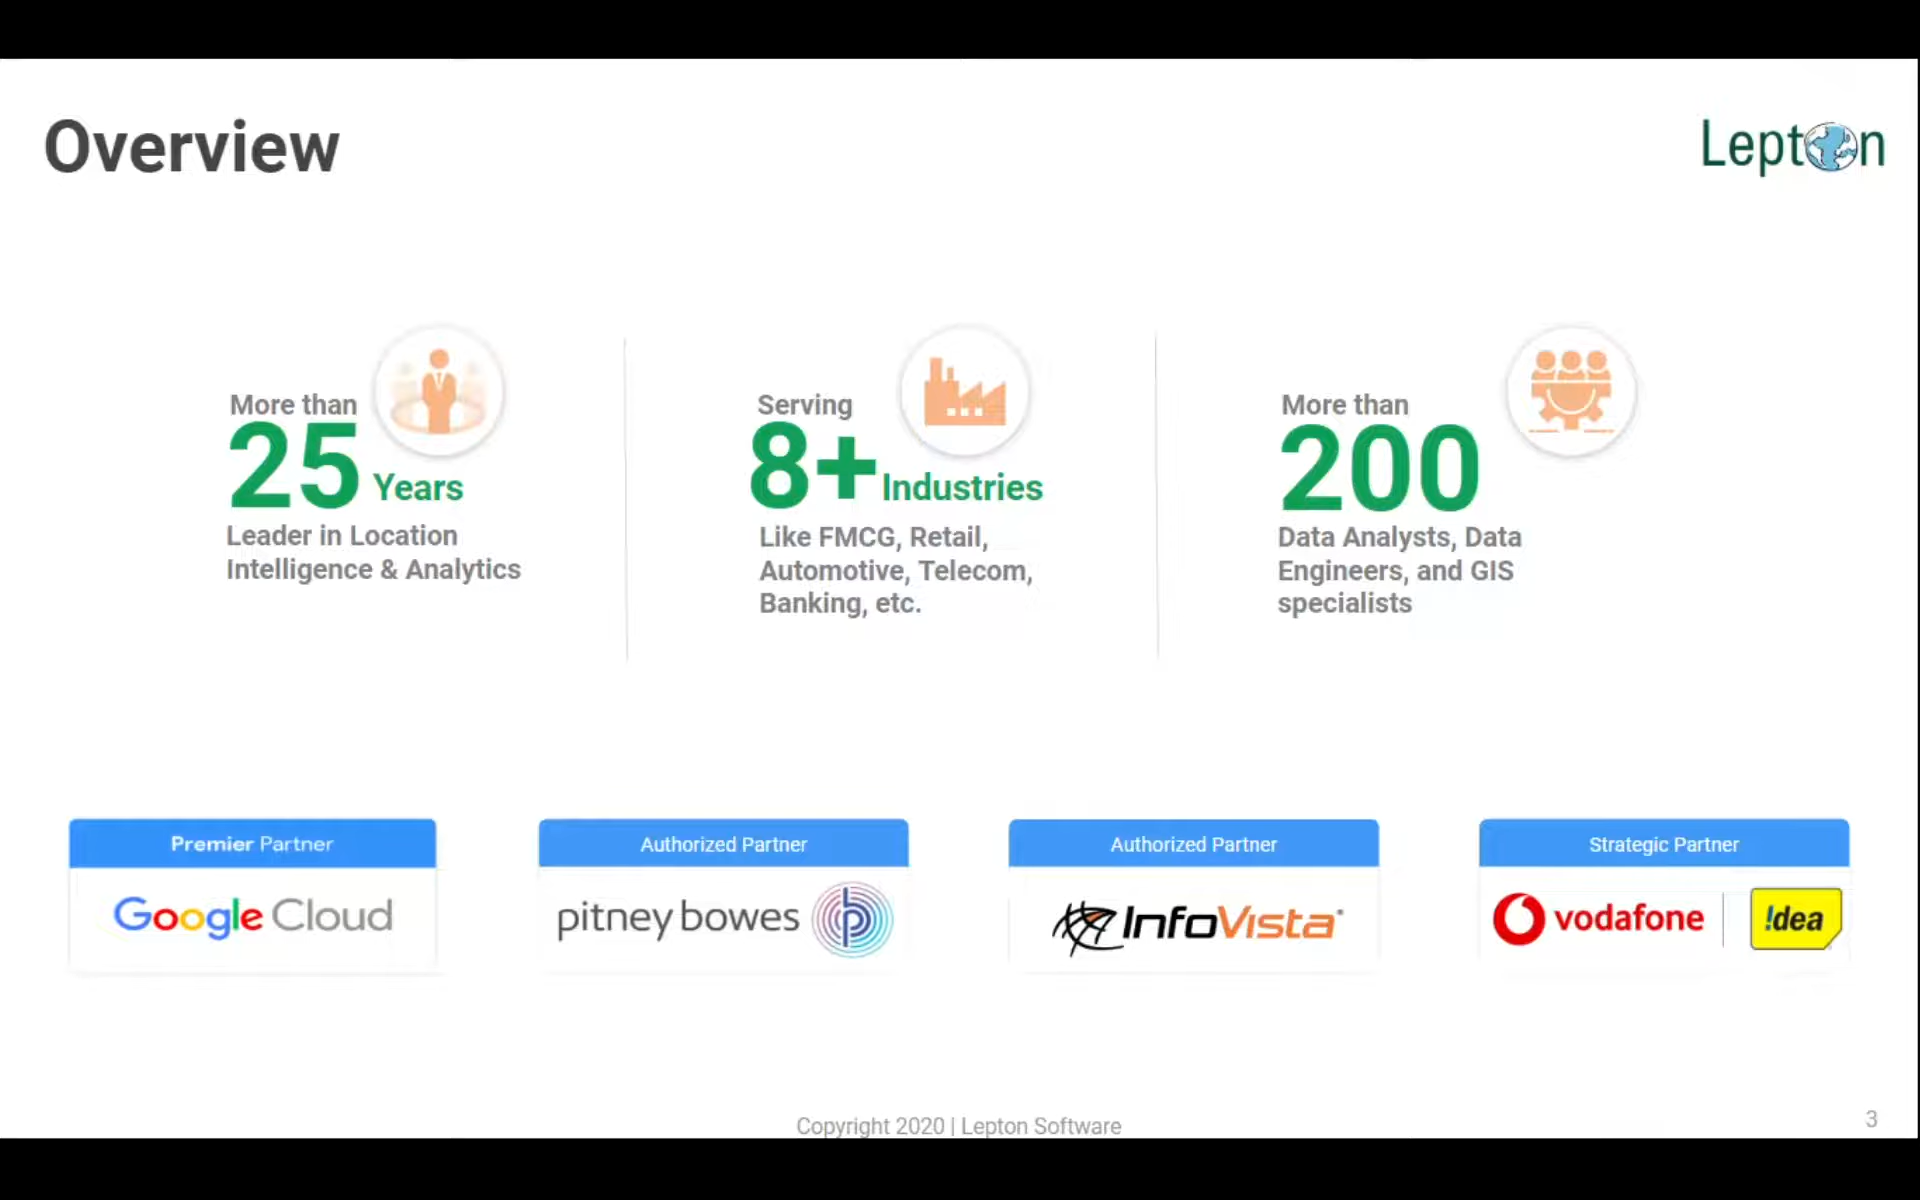 Overview
Lepton
More than
25 Years
Leader in Location
Intelligence & Analytics
Serving
8+ Industries
Like FMCG, Retail,
Automotive, Telecom,
Banking, etc.
More than
200
Data Analysts, Data
Engineers, and GIS
specialists
Premier Partner
Google Cloud
Authorized Partner
pitney bowes
Authorized Partner
InfoVista®
Strategic Partner
vodafone
!dea
Copyright 2020 | Lepton Software
3